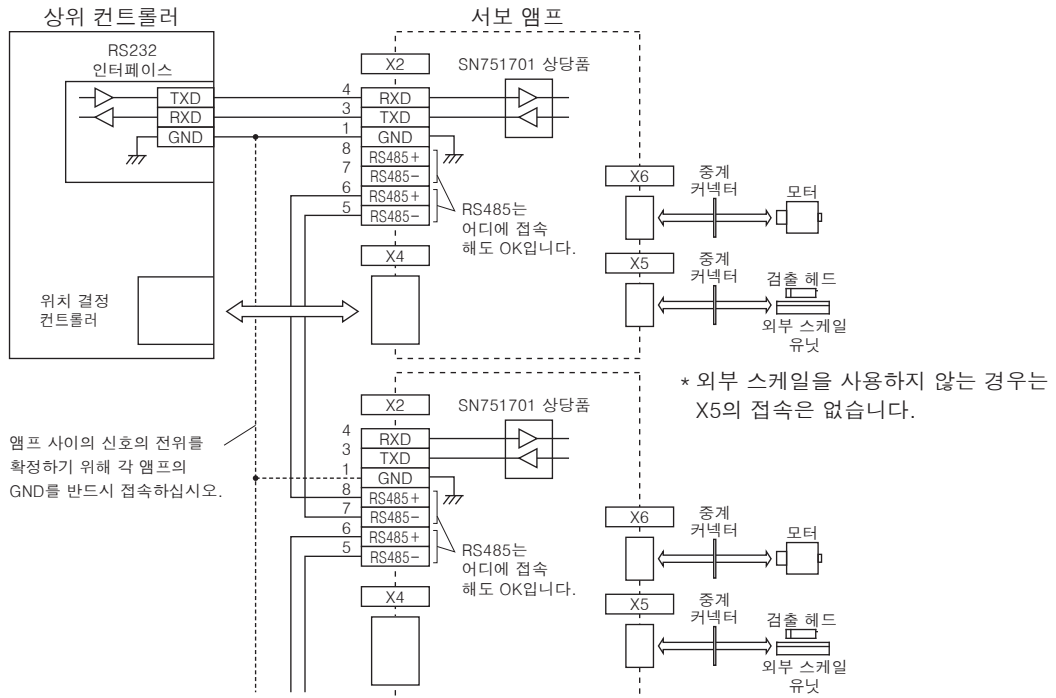 상위 컨트롤러
RS232
인터페이스
TXD
RXD
GND
위치 결정
컨트롤러
앰프 사이의 신호의 전위를
확정하기 위해 각 앰프의
GND를 반드시 접속하십시오.
서보 앰프
X2
SN751701 상당품
4 RXD
3 TXD
1 GND
8 RS485+
7 RS485-
6 RS485+
5 RS485-
RS485는
어디에 접속
해도 OK입니다.
X4
X6
중계
커넥터
모터
X5
중계
커넥터
검출 헤드
외부 스케일
유닛
* 외부 스케일을 사용하지 않는 경우는
X5의 접속은 없습니다.
X2
SN751701 상당품
4 RXD
3 TXD
1 GND
8 RS485+
7 RS485-
6 RS485+
5 RS485-
RS485는
어디에 접속
해도 OK입니다.
X4
X6
중계
커넥터
모터
X5
중계
커넥터
검출 헤드
외부 스케일
유닛